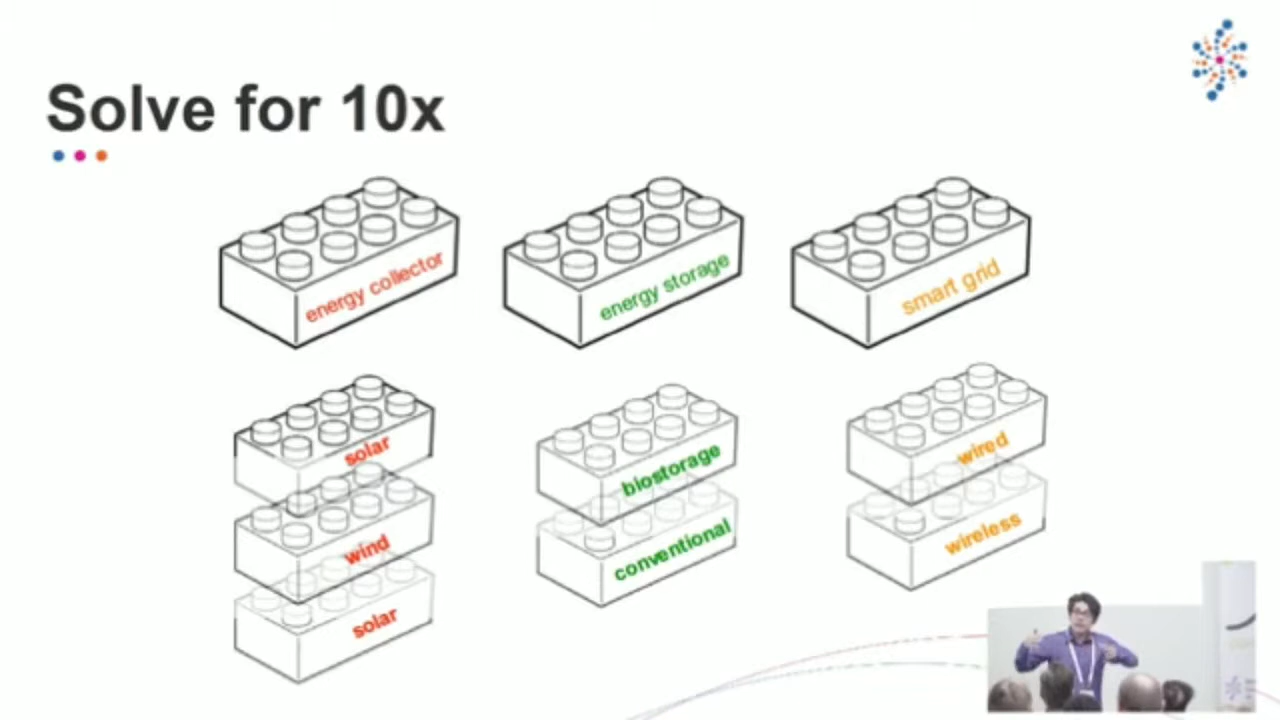 Solve for 10x
energy collector
energy storage
smart grid
solar
biostorage
wired
wind
conventional
wireless
solar